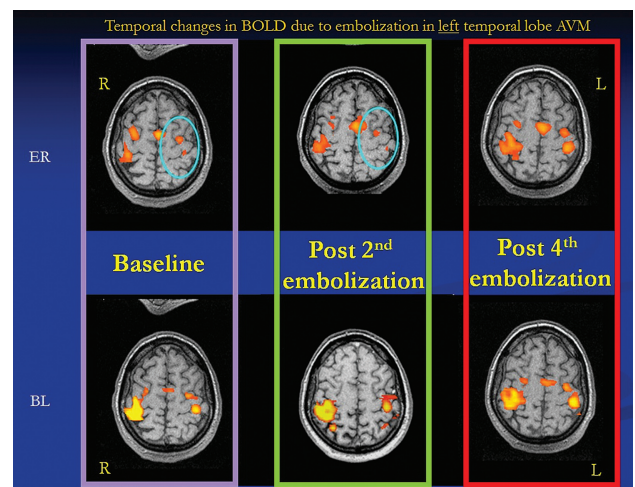 Temporal changes in BOLD due to embolization in left temporal lobe AVM
R
L
ER
Baseline
Post 2nd
embolization
Post 4th
embolization
BL
R
L